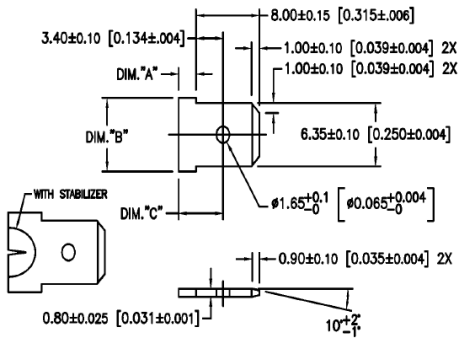 8.00±0.15 [0.315±.006]
3.40±0.10 [0.134±.004]
1.00±0.10 [0.039±0.004] 2X
DIM."A"
1.00±0.10 [0.039±0.004] 2X
DIM."B"
6.35±0.10 [0.250±0.004]
WITH STABILIZER
DIM."C"
ø1.65+0.1 -0 [ø0.065+0.004 -0]
0.90±0.10 [0.035±0.004] 2X
0.80±0.025 [0.031±0.001]
10°+2° -1°